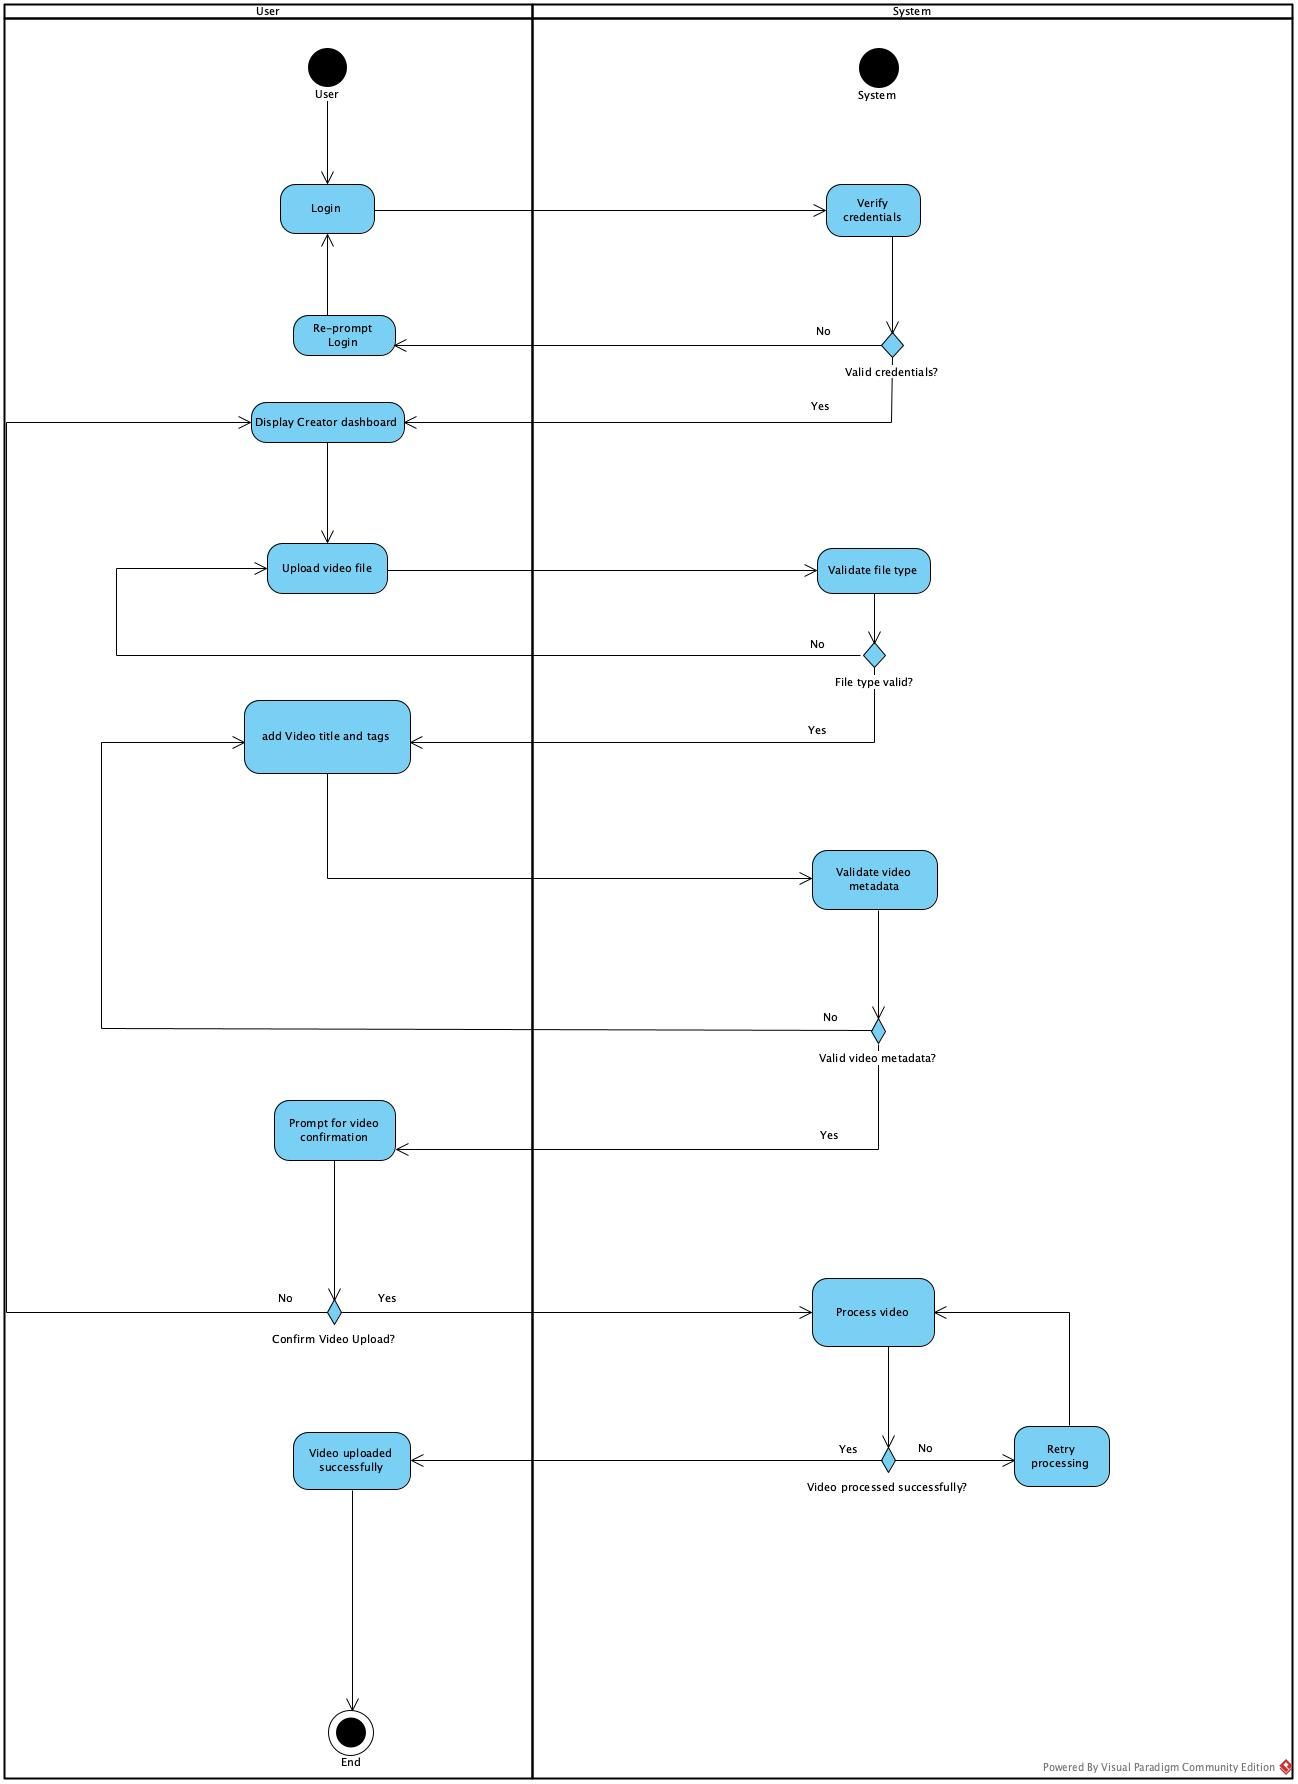 User
System
User
System
Login
Verify
credentials
Re-prompt
Login
No
Valid credentials?
Yes
Display Creator dashboard
Upload video file
Validate file type
No
File type valid?
Yes
add Video title and tags
Validate video
metadata
No
Valid video metadata?
Prompt for video
confirmation
Yes
No
Yes
Process video
Confirm Video Upload?
Video uploaded
successfully
Yes
No
Retry
processing
Video processed successfully?
End
Powered By Visual Paradigm Community Edition